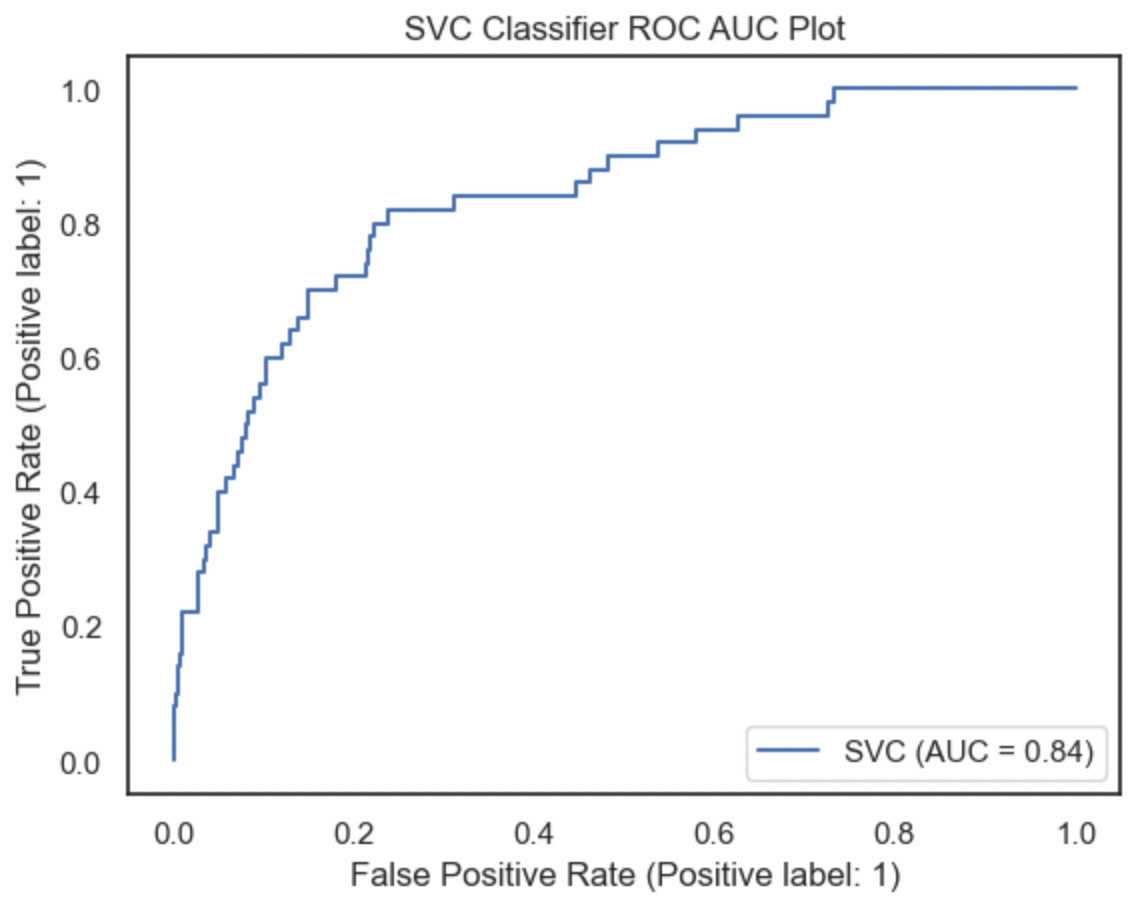 SVC Classifier ROC AUC Plot
True Positive Rate (Positive label: 1)
1.0
0.8
0.6
0.4
0.2
0.0
SVC (AUC = 0.84)
0.0 0.2 0.4 0.6 0.8 1.0
False Positive Rate (Positive label: 1)